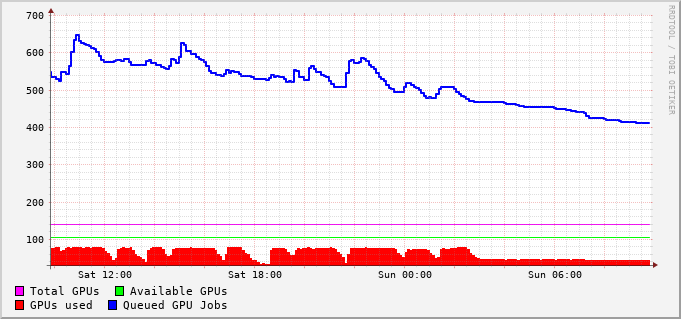 700
600
500
400
300
200
100
Sat 12:00 Sat 18:00 Sun 00:00 Sun 06:00
Total GPUs Available GPUs
GPUs used Queued GPU Jobs
RRDTOOL / TOBI OETIKER